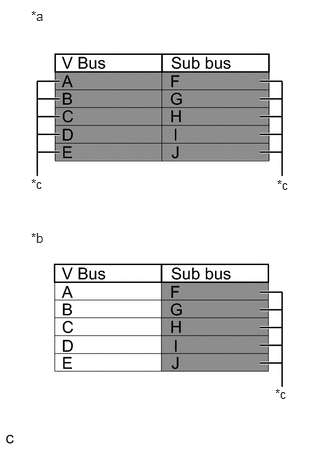 *a
V Bus Sub bus
A F
B G
C H
D I
E J
*c *c
*b
V Bus Sub bus
A F
B G
C H
D I
E J
*c
C